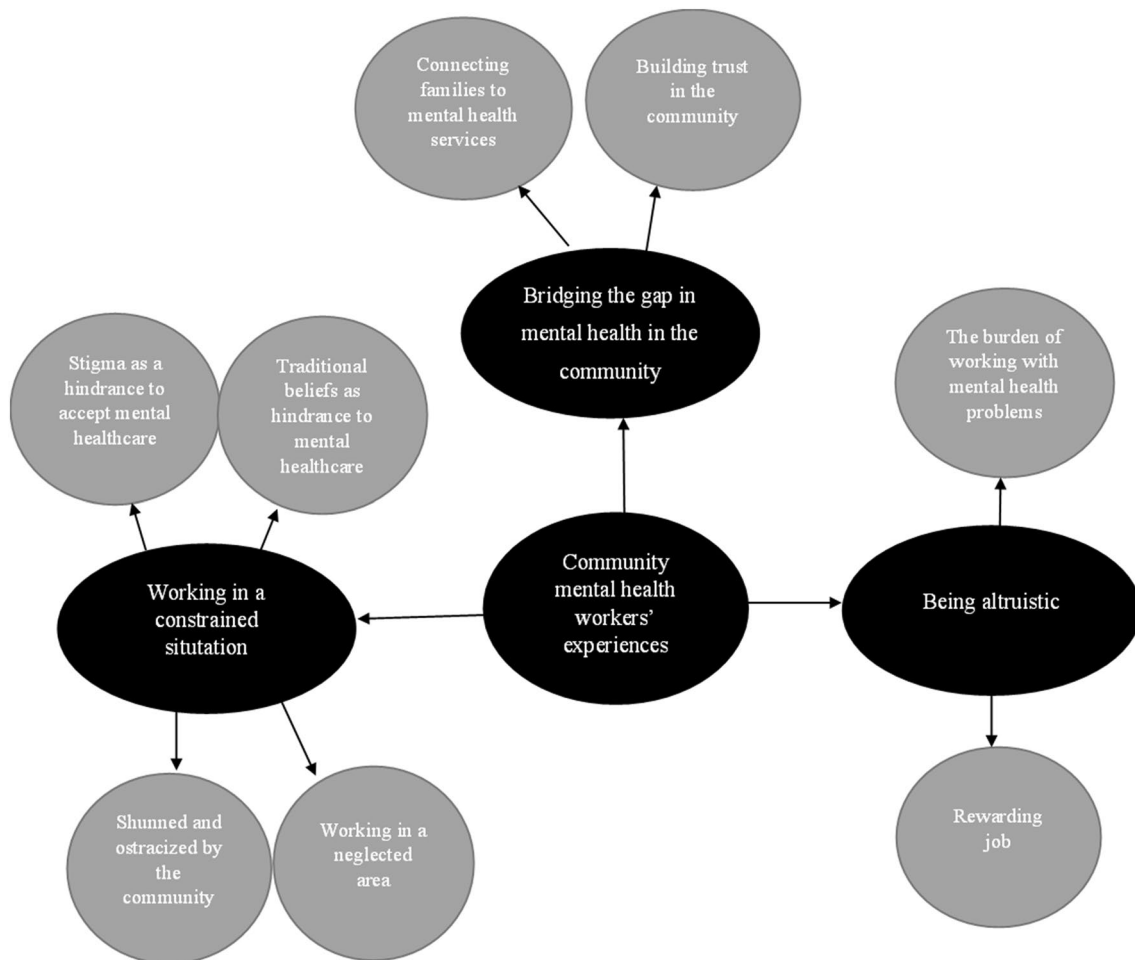 Connecting
families to
mental health
services
Building trust
in the
community
Bridging the gap in
mental health in the
community
Stigma as a
hindrance to
accept mental
healthcare
Traditional
beliefs as
hindrance to
mental
healthcare
The burden of
working with
mental health
problems
Working in a
constrained
situtation
Community
mental health
workers’
experiences
Being altruistic
Shunned and
ostracized by
the
community
Working in a
neglected
area
Rewarding
job